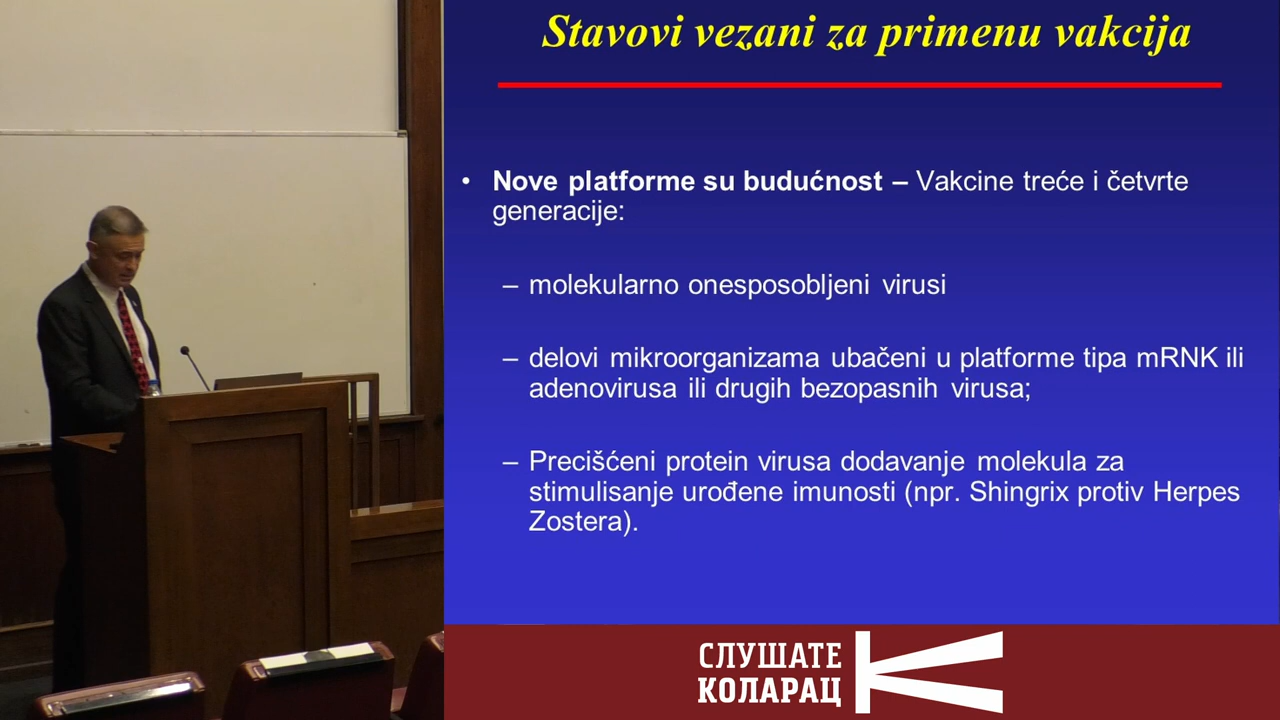 Stavovi vezani za primenu vakcija
• Nove platforme su budućnost – Vakcine treće i četvrte
generacije:
– molekularno onesposobljeni virusi
– delovi mikroorganizama ubačeni u platforme tipa mRNK ili
adenovirusa ili drugih bezopasnih virusa;
– Precišćeni protein virusa dodavanje molekula za
stimulisanje urođene imunosti (npr. Shingrix protiv Herpes
Zostera).
СЛУШАТЕ
КОЛАРАЦ